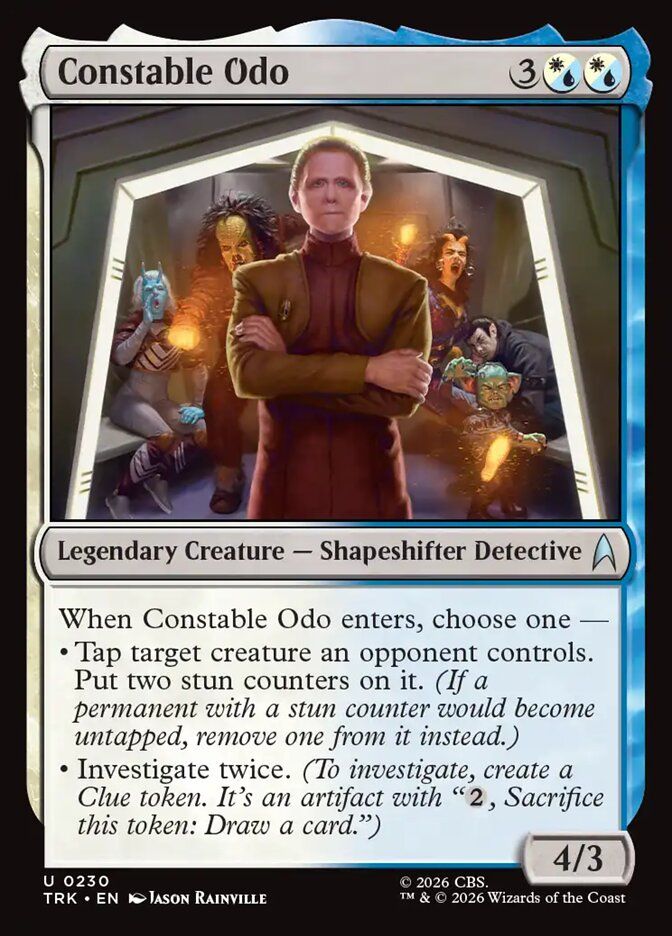 Constable Odo 3
Legendary Creature — Shapeshifter Detective
When Constable Odo enters, choose one —
• Tap target creature an opponent controls.
Put two stun counters on it. (If a
permanent with a stun counter would become
untapped, remove one from it instead.)
• Investigate twice. (To investigate, create a
Clue token. It's an artifact with “2, Sacrifice
this token: Draw a card.”)
4/3
U 0230
TRK • EN Jason Rainville
© 2026 CBS.
™ & © 2026 Wizards of the Coast